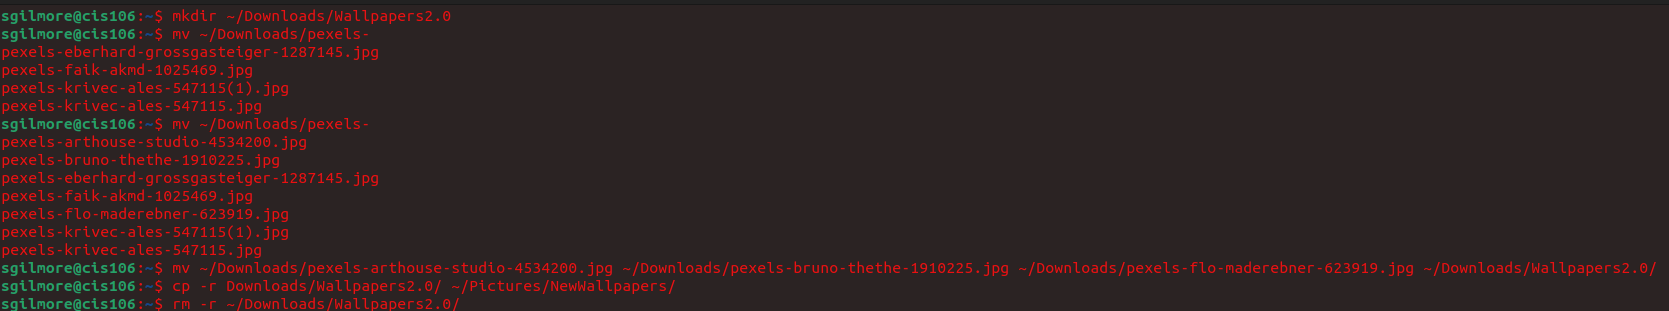 sgilmore@cis106:~$ mkdir ~/Downloads/Wallpapers2.0
sgilmore@cis106:~$ mv ~/Downloads/pexels-
pexels-eberhard-grossgasteiger-1287145.jpg
pexels-faik-akmd-1025469.jpg
pexels-krivec-ales-547115(1).jpg
pexels-krivec-ales-547115.jpg
sgilmore@cis106:~$ mv ~/Downloads/pexels-
pexels-arthouse-studio-4534200.jpg
pexels-bruno-thethe-1910225.jpg
pexels-eberhard-grossgasteiger-1287145.jpg
pexels-faik-akmd-1025469.jpg
pexels-flo-maderebner-623919.jpg
pexels-krivec-ales-547115(1).jpg
pexels-krivec-ales-547115.jpg
sgilmore@cis106:~$ mv ~/Downloads/pexels-arthouse-studio-4534200.jpg ~/Downloads/pexels-bruno-thethe-1910225.jpg ~/Downloads/pexels-flo-maderebner-623919.jpg ~/Downloads/Wallpapers2.0/
sgilmore@cis106:~$ cp -r Downloads/Wallpapers2.0/ ~/Pictures/NewWallpapers/
sgilmore@cis106:~$ rm -r ~/Downloads/Wallpapers2.0/